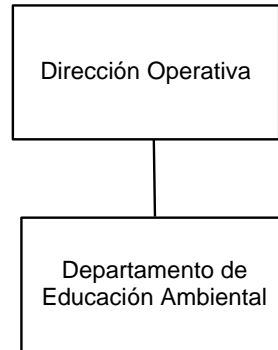 Dirección Operativa
Departamento de
Educación Ambiental